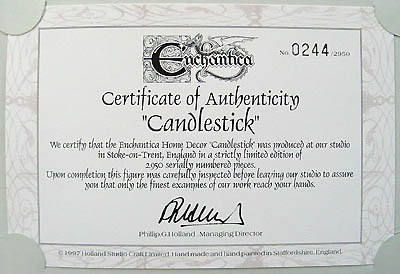 Enchantica
No. 0244/2950
Certificate of Authenticity
"Candlestick"
We certify that the Enchantica Home Decor "Candlestick" was produced at our studio
in Stoke-on-Trent, England in a strictly limited edition of
2950 serially numbered pieces.
Upon completion this figure was carefully inspected before leaving our studio to assure
you that only the finest examples of our work reach your hands.
Phillip.G.Holland : Managing Director
© 1997 Holland Studio Craft Limited. Hand made and hand painted in Staffordshire, England.